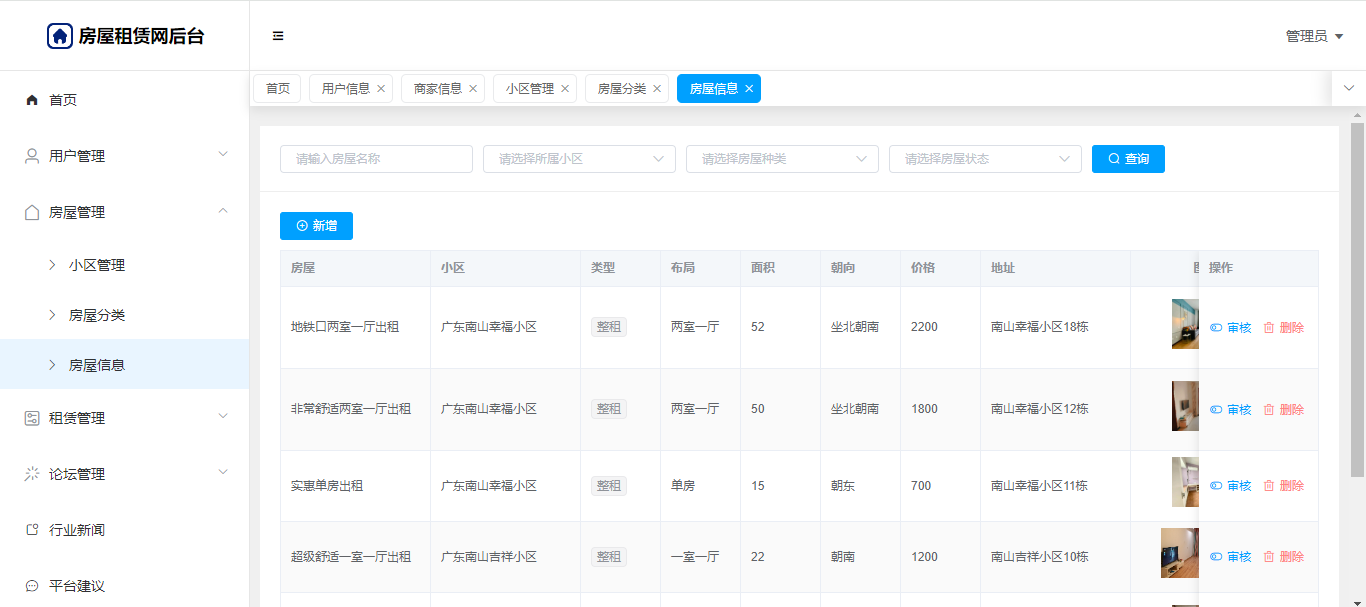 房屋租赁网后台
管理员
首页 用户信息 商家信息 小区管理 房屋分类 房屋信息
首页
用户管理
房屋管理
小区管理
房屋分类
房屋信息
租赁管理
论坛管理
行业新闻
平台建议
请输入房屋名称 请选择所属小区 请选择房屋种类 请选择房屋状态 查询
新增
房屋 小区 类型 布局 面积 朝向 价格 地址 操作
地铁口两室一厅出租 广东南山幸福小区 整租 两室一厅 52 坐北朝南 2200 南山幸福小区18栋 审核 删除
非常舒适两室一厅出租 广东南山幸福小区 整租 两室一厅 50 坐北朝南 1800 南山幸福小区12栋 审核 删除
实惠单房出租 广东南山幸福小区 整租 单房 15 朝东 700 南山幸福小区11栋 审核 删除
超级舒适一室一厅出租 广东南山吉祥小区 整租 一室一厅 22 朝南 1200 南山吉祥小区10栋 审核 删除